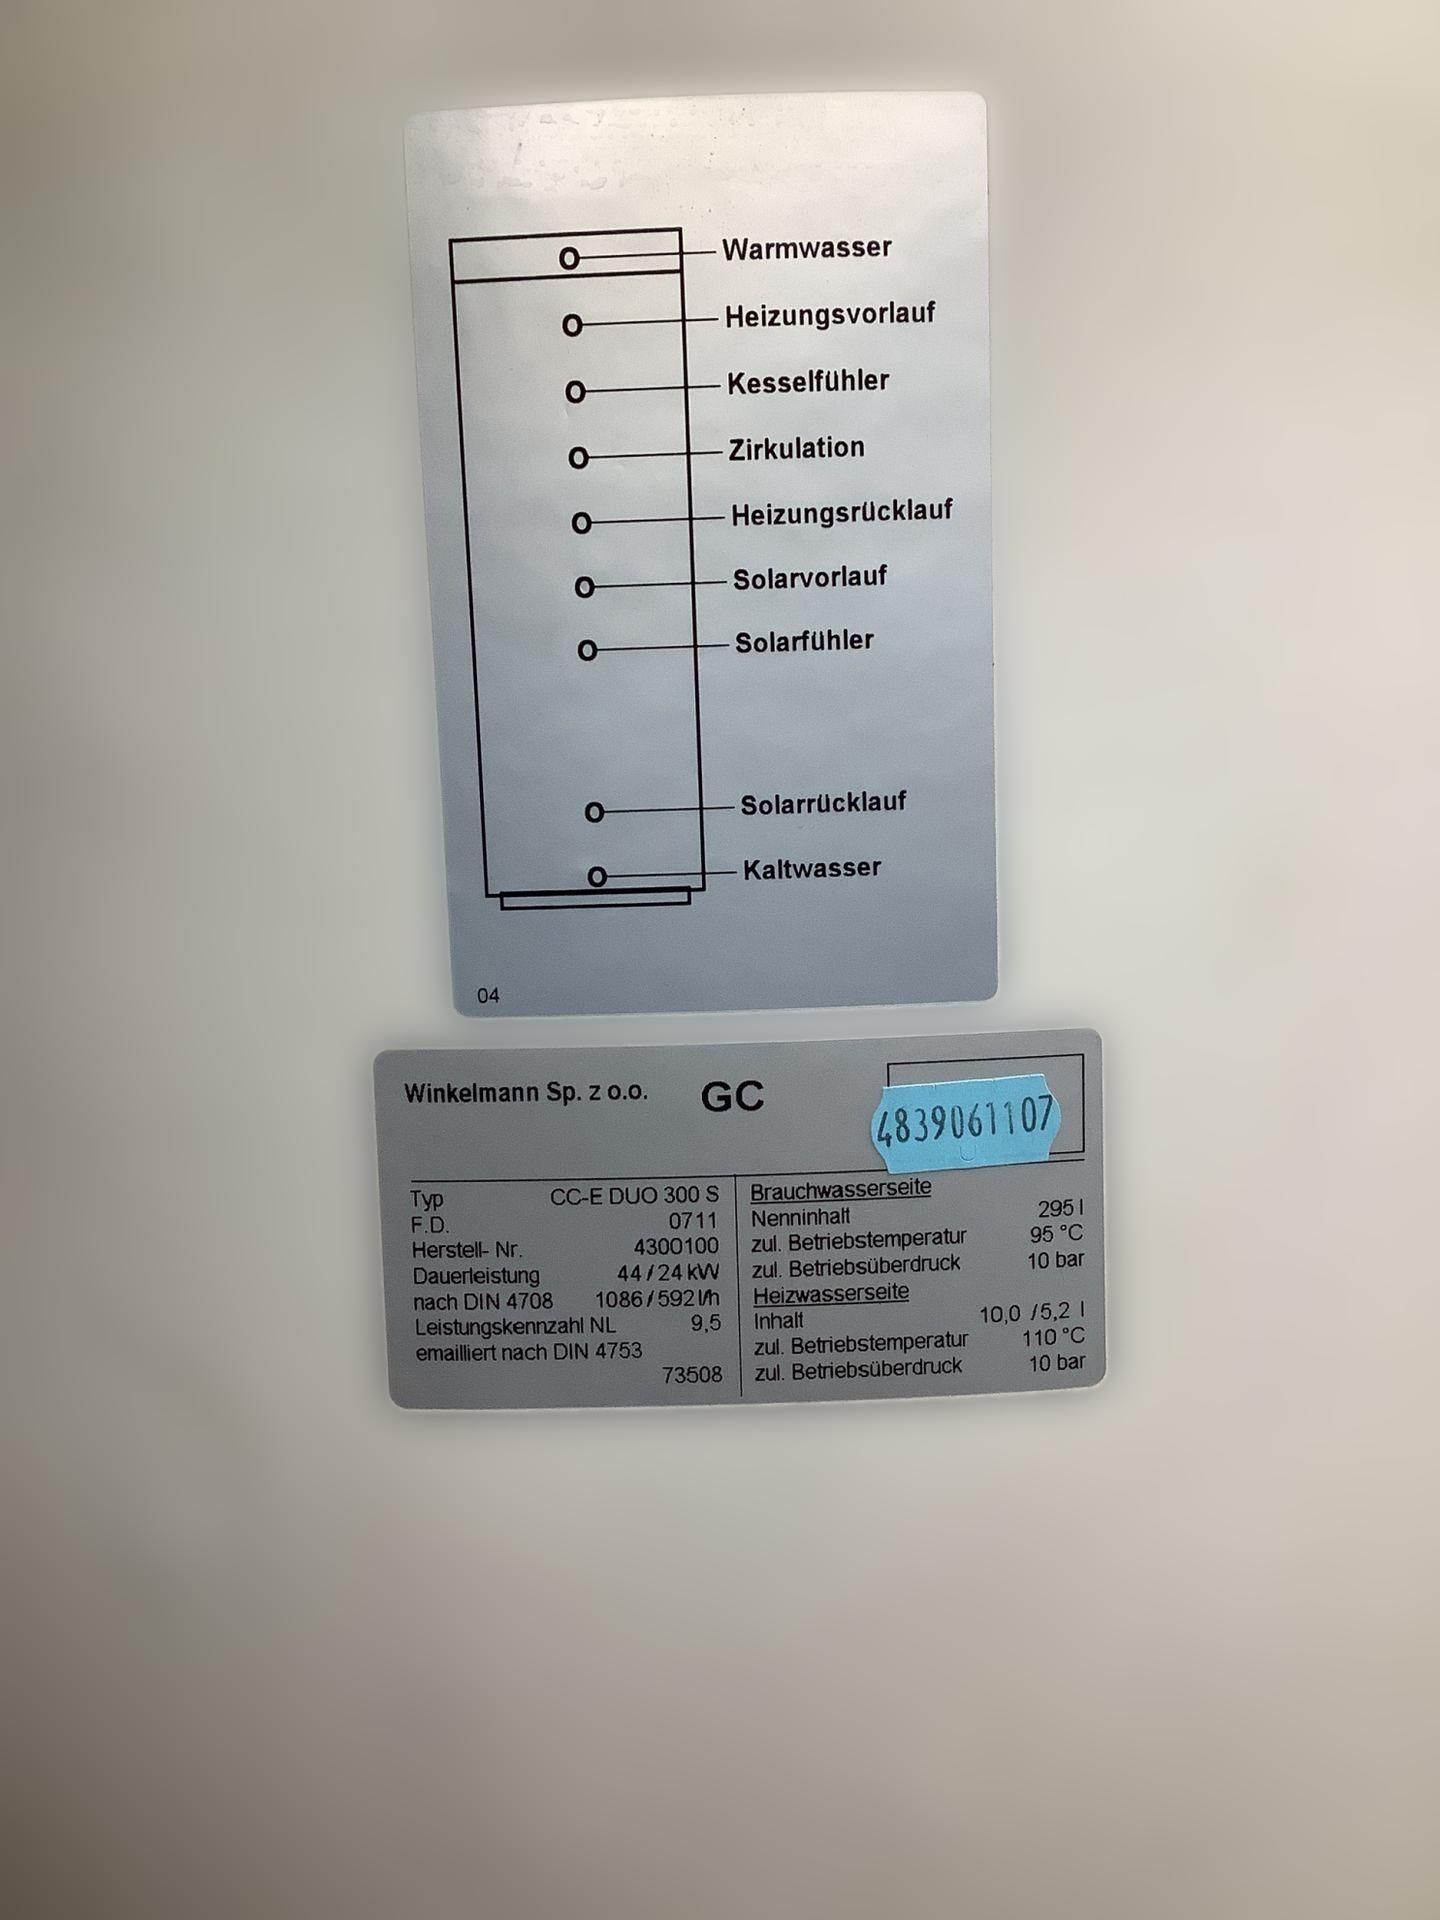 Warmwasser
Heizungsvorlauf
Kesselfühler
Zirkulation
Heizungsrücklauf
Solarvorlauf
Solarfühler
Solarrücklauf
Kaltwasser
04
Winkelmann Sp. z o.o. GC
4839061107
Typ CC-E DUO 300 S
F.D. 0711
Herstell- Nr. 4300100
Dauerleistung 44 / 24 kW
nach DIN 4708 1086 / 592 l/h
Leistungskennzahl NL 9,5
emailliert nach DIN 4753
73508
Brauchwasserseite
Nenninhalt 295 l
zul. Betriebstemperatur 95 °C
zul. Betriebsüberdruck 10 bar
Heizwasserseite
Inhalt 10,0 /5,2 l
zul. Betriebstemperatur 110 °C
zul. Betriebsüberdruck 10 bar